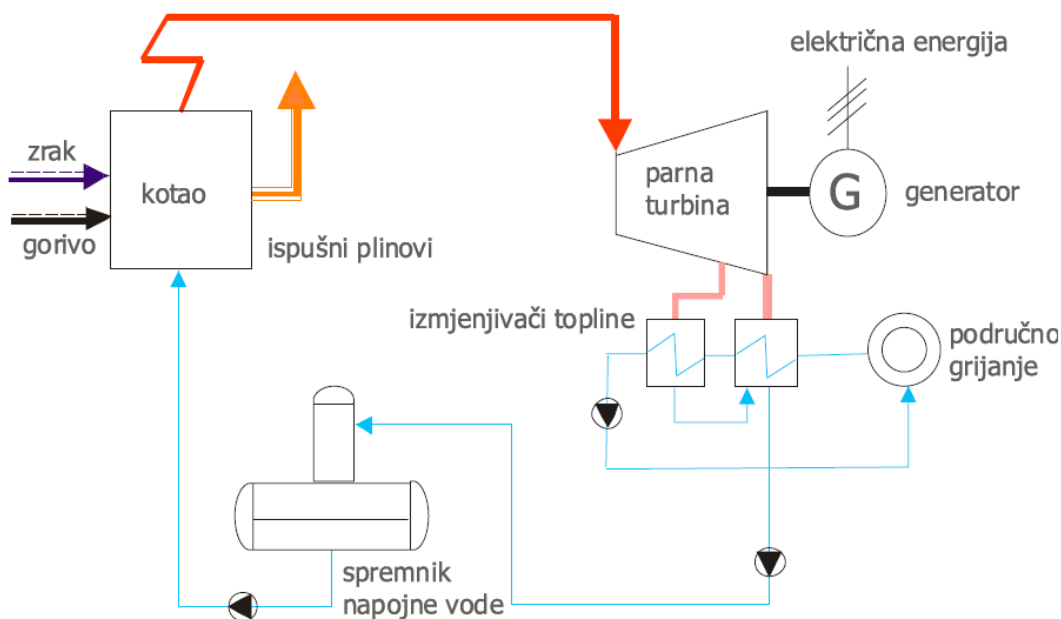 električna energija
zrak
kotao
gorivo
ispušni plinovi
parna
turbina
G
generator
izmjenjivači topline
područno
grijanje
spremnik
napojne vode